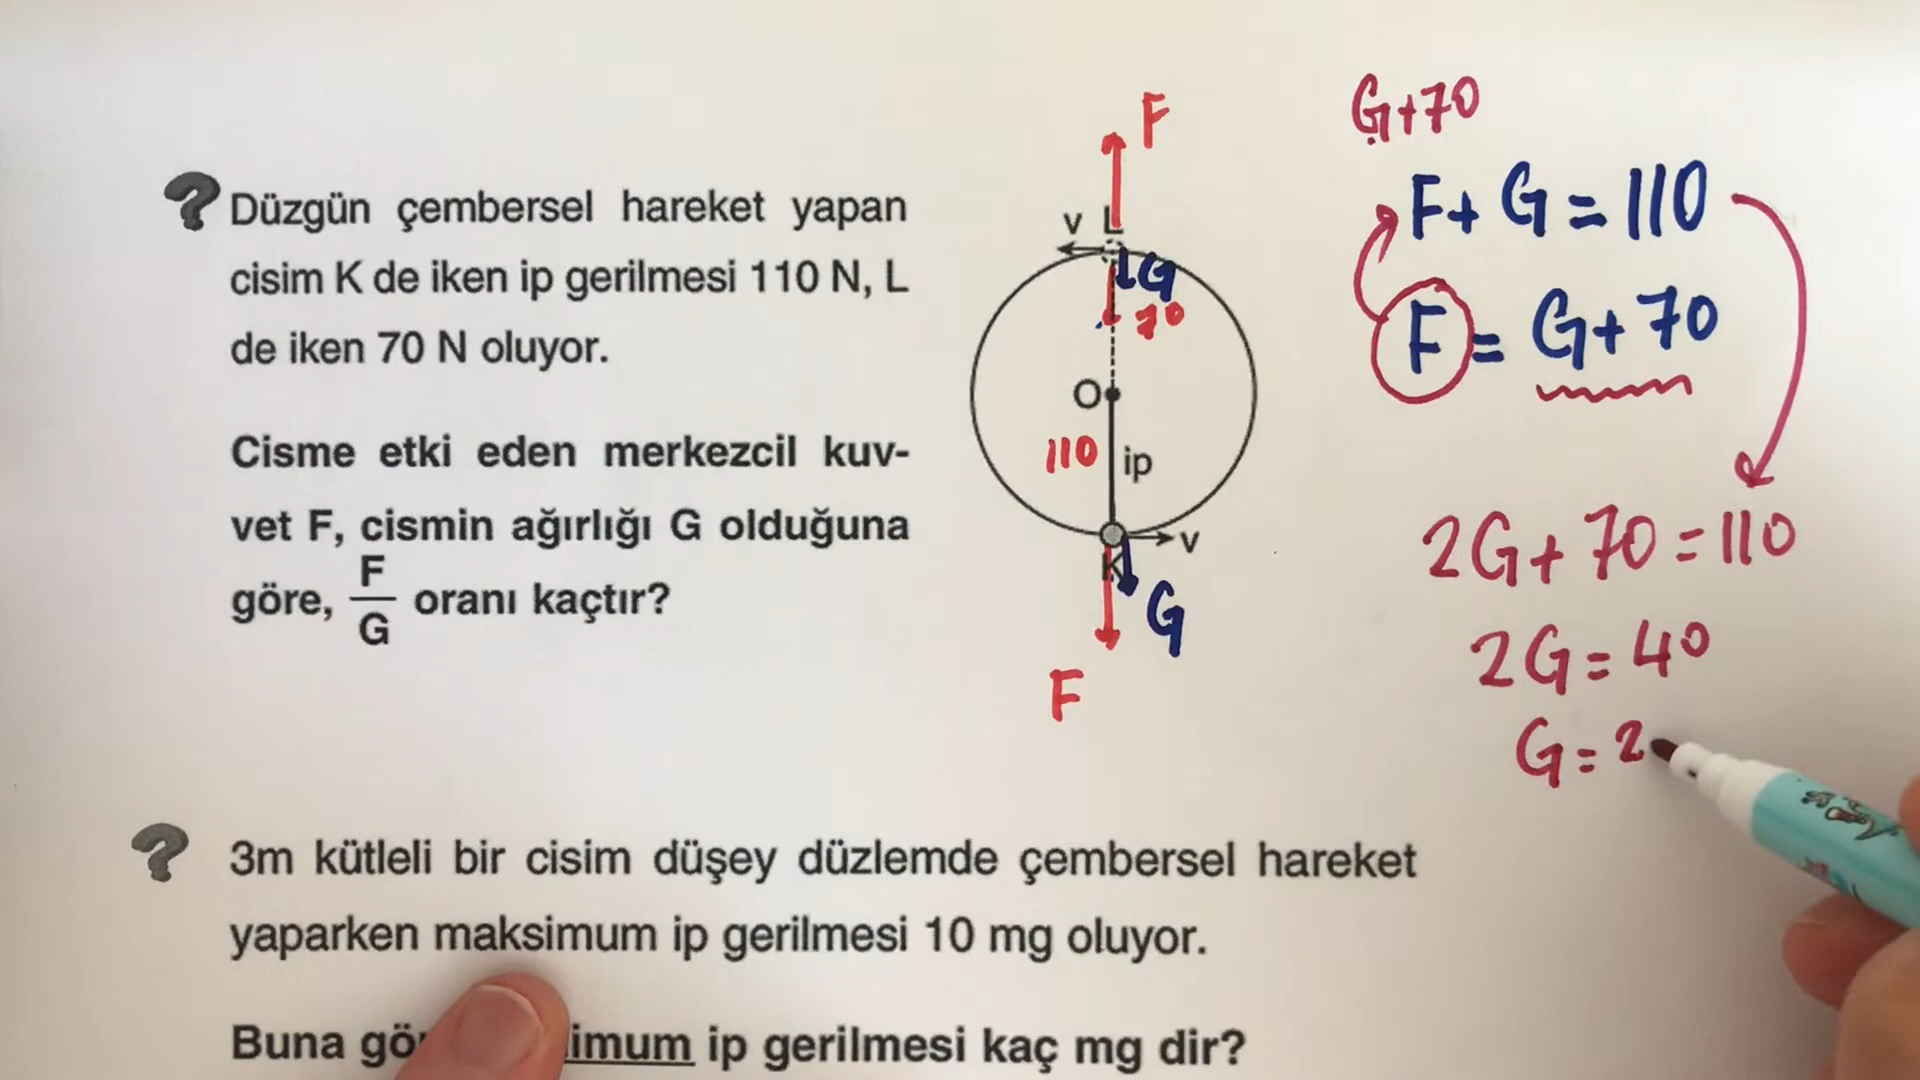 Düzgün çembersel hareket yapan
cisim K de iken ip gerilmesi 110 N, L
de iken 70 N oluyor.
Cisme etki eden merkezcil kuv-
vet F, cismin ağırlığı G olduğuna
göre, F/G oranı kaçtır?
F
v L
G
70
O
110 ip
K v
G
F
G+70
F+G=110
F=G+70
2G+70=110
2G=40
G=2
3m kütleli bir cisim düşey düzlemde çembersel hareket
yaparken maksimum ip gerilmesi 10 mg oluyor.
Buna ip gerilmesi kaç mg dir?